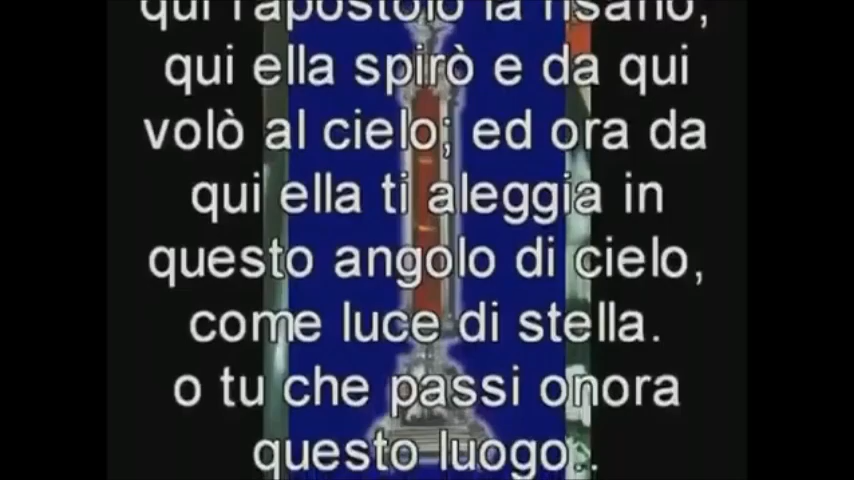 qui l'apostolo la risanò,
qui ella spirò e da qui
volò al cielo; ed ora da
qui ella ti aleggia in
questo angolo di cielo,
come luce di stella.
o tu che passi onora
questo luogo..